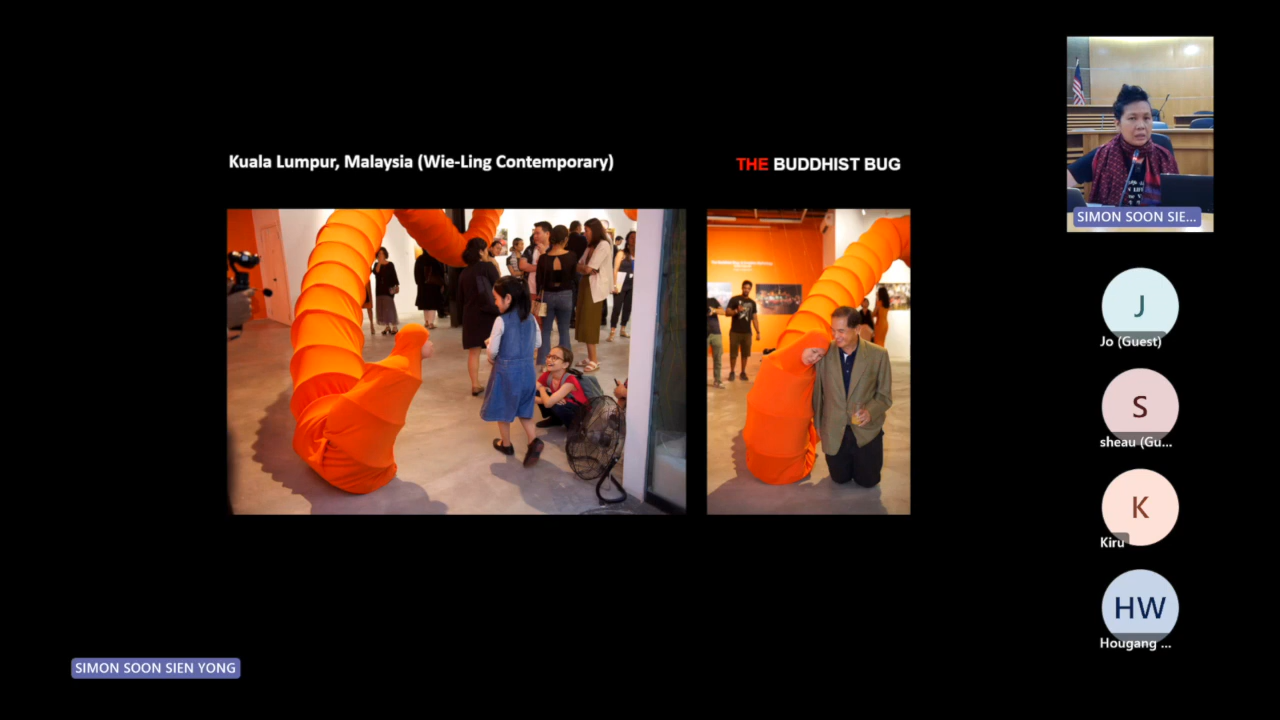 Kuala Lumpur, Malaysia (Wie-Ling Contemporary)
THE BUDDHIST BUG
SIMON SOON SIE...
J
Jo (Guest)
S
sheau (Gu...
K
Kiru
HW
Hougang ...
SIMON SOON SIEN YONG